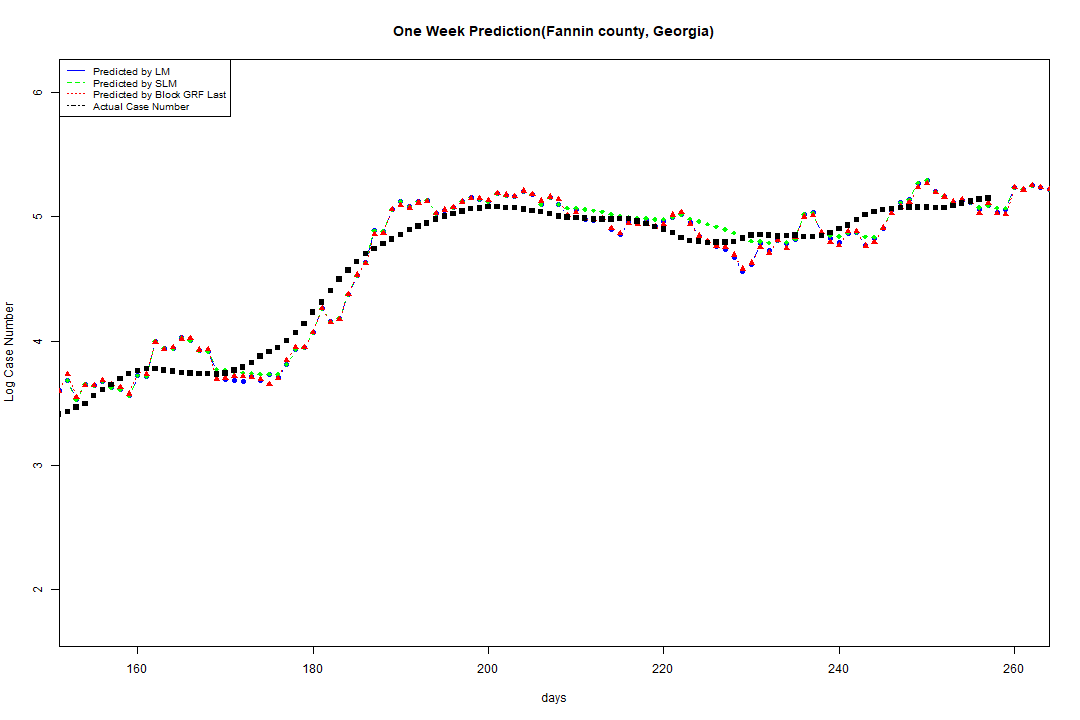 One Week Prediction(Fannin county, Georgia)
Predicted by LM
Predicted by SLM
Predicted by Block GRF Last
Actual Case Number
6
5
4
3
2
Log Case Number
160 180 200 220 240 260
days